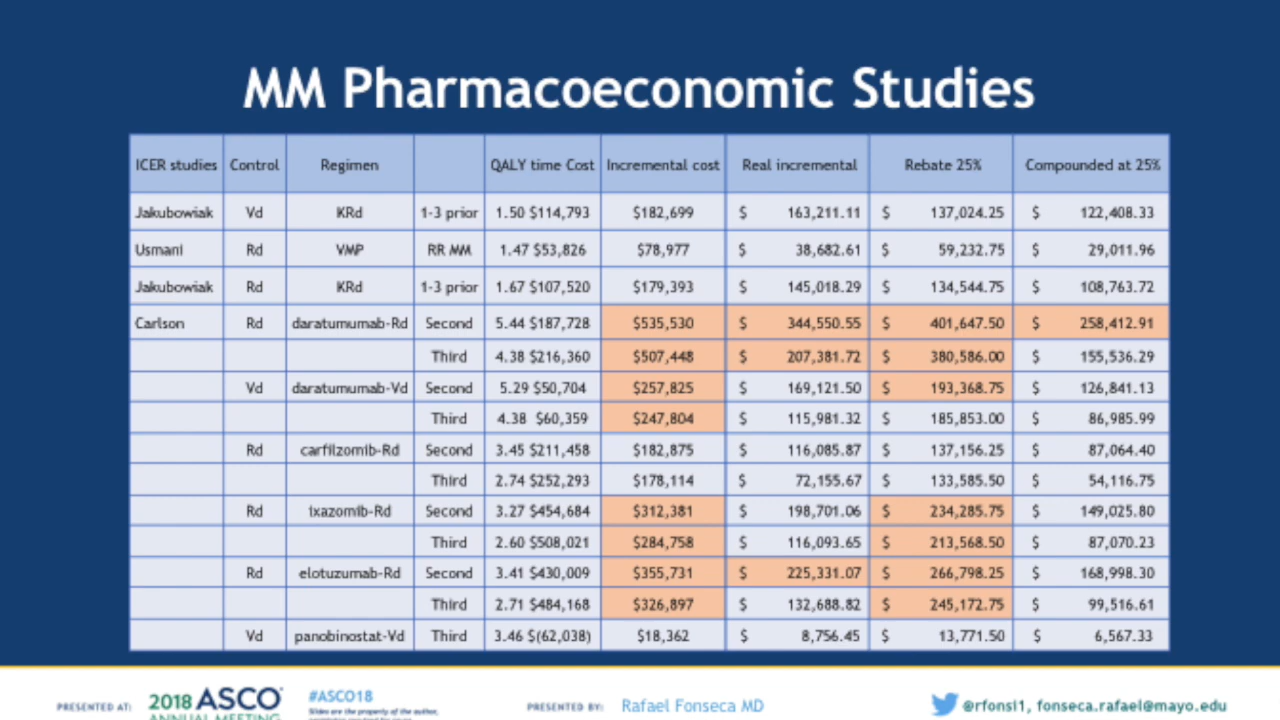 MM Pharmacoeconomic Studies
ICER studies Control Regimen QALY time Cost Incremental cost Real incremental Rebate 25% Compounded at 25%
Jakubowiak Vd KRd 1-3 prior 1.50 $114,793 $182,699 $ 163,211.11 $ 137,024.25 $ 122,408.33
Usmani Rd VMP RR MM 1.47 $53,826 $78,977 $ 38,682.61 $ 59,232.75 $ 29,011.96
Jakubowiak Rd KRd 1-3 prior 1.67 $107,520 $179,393 $ 145,018.29 $ 134,544.75 $ 108,763.72
Carlson Rd daratumumab-Rd Second 5.44 $187,728 $535,530 $ 344,550.55 $ 401,647.50 $ 258,412.91
Third 4.38 $216,360 $507,448 $ 207,381.72 $ 380,586.00 $ 155,536.29
Vd daratumumab-Vd Second 5.29 $50,704 $257,825 $ 169,121.50 $ 193,368.75 $ 126,841.13
Third 4.38 $60,359 $247,804 $ 115,981.32 $ 185,853.00 $ 86,985.99
Rd carfilzomib-Rd Second 3.45 $211,458 $182,875 $ 116,085.87 $ 137,156.25 $ 87,064.40
Third 2.74 $252,293 $178,114 $ 72,155.67 $ 133,585.50 $ 54,116.75
Rd ixazomib-Rd Second 3.27 $454,684 $312,381 $ 198,701.06 $ 234,285.75 $ 149,025.80
Third 2.60 $508,021 $284,758 $ 116,093.65 $ 213,568.50 $ 87,070.23
Rd elotuzumab-Rd Second 3.41 $430,009 $355,731 $ 225,331.07 $ 266,798.25 $ 168,998.30
Third 2.71 $484,168 $326,897 $ 132,688.82 $ 245,172.75 $ 99,516.61
Vd panobinostat-Vd Third 3.46 $(62,038) $18,362 $ 8,756.45 $ 13,771.50 $ 6,567.33
PRESENTED AT: 2018 ASCO #ASCO18 PRESENTED BY: Rafael Fonseca MD @rfonsi1, fonseca.rafael@mayo.edu
Slides are the property of the author,
ANNUAL MEETING